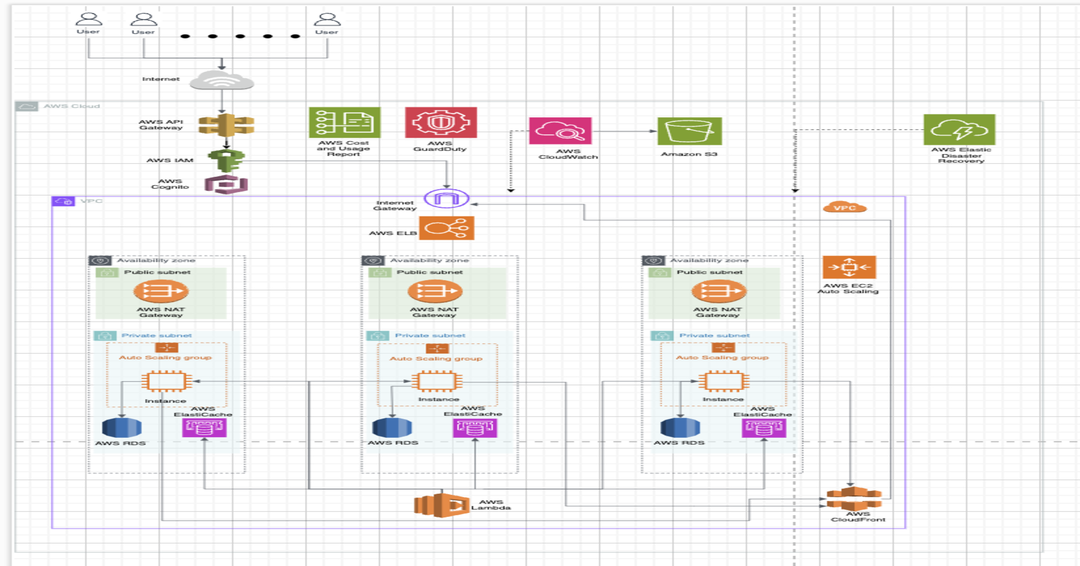 User
User
User
Internet
AWS Cloud
AWS API
Gateway
AWS IAM
AWS
Cognito
AWS Cost
and Usage
Report
AWS
GuardDuty
AWS
CloudWatch
Amazon S3
AWS Elastic
Disaster
Recovery
VPC
Internet
Gateway
VPC
AWS ELB
Availability zone
Public subnet
AWS NAT
Gateway
Private subnet
Auto Scaling group
Instance
AWS
ElastiCache
AWS RDS
Availability zone
Public subnet
AWS NAT
Gateway
Private subnet
Auto Scaling group
Instance
AWS
ElastiCache
AWS RDS
Availability zone
Public subnet
AWS NAT
Gateway
Private subnet
Auto Scaling group
Instance
AWS
ElastiCache
AWS RDS
AWS EC2
Auto Scaling
AWS
Lambda
AWS
CloudFront